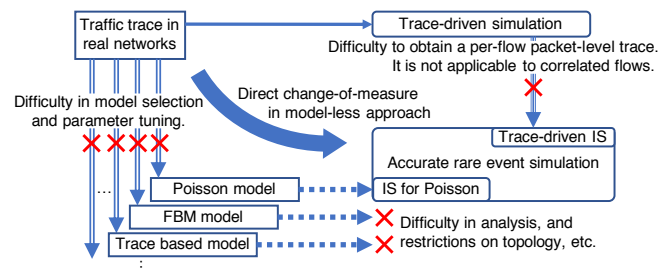 Traffic trace in
real networks
Trace-driven simulation
Difficulty to obtain a per-flow packet-level trace.
It is not applicable to correlated flows.
Difficulty in model selection
and parameter tuning.
Direct change-of-measure
in model-less approach
Trace-driven IS
Accurate rare event simulation
...
Poisson model
IS for Poisson
FBM model
Difficulty in analysis, and
restrictions on topology, etc.
Trace based model
: